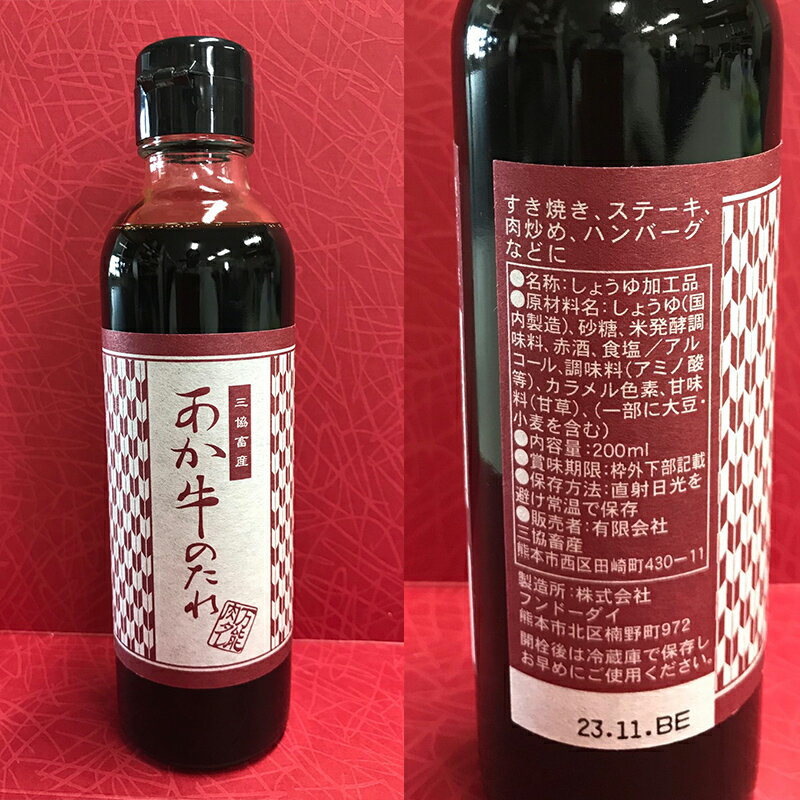 三協畜産
あか牛のたれ
万能
肉タレ
すき焼き、ステーキ、
肉炒め、ハンバーグ
などに
●名称:しょうゆ加工品
●原材料名:しょうゆ(国
内製造)、砂糖、米発酵調
味料、赤酒、食塩/アル
コール、調味料(アミノ酸
等)、カラメル色素、甘味
料(甘草)、(一部に大豆・
小麦を含む)
●内容量:200ml
●賞味期限:枠外下部記載
●保存方法:直射日光を
避け常温で保存
●販売者:有限会社
三協畜産
熊本市西区田崎町430-11
製造所:株式会社
フンドーダイ
熊本市北区楠野町972
開栓後は冷蔵庫で保存し
お早めにご使用ください。
23.11.BE